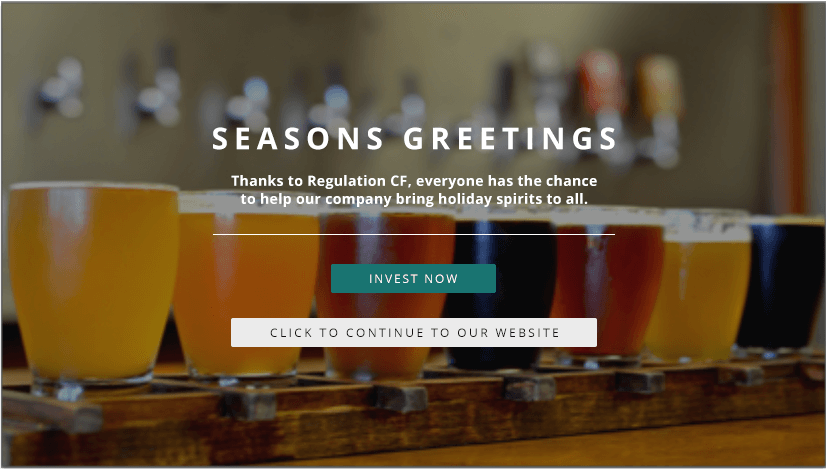 SEASONS GREETINGS
Thanks to Regulation CF, everyone has the chance
to help our company bring holiday spirits to all.
INVEST NOW
CLICK TO CONTINUE TO OUR WEBSITE